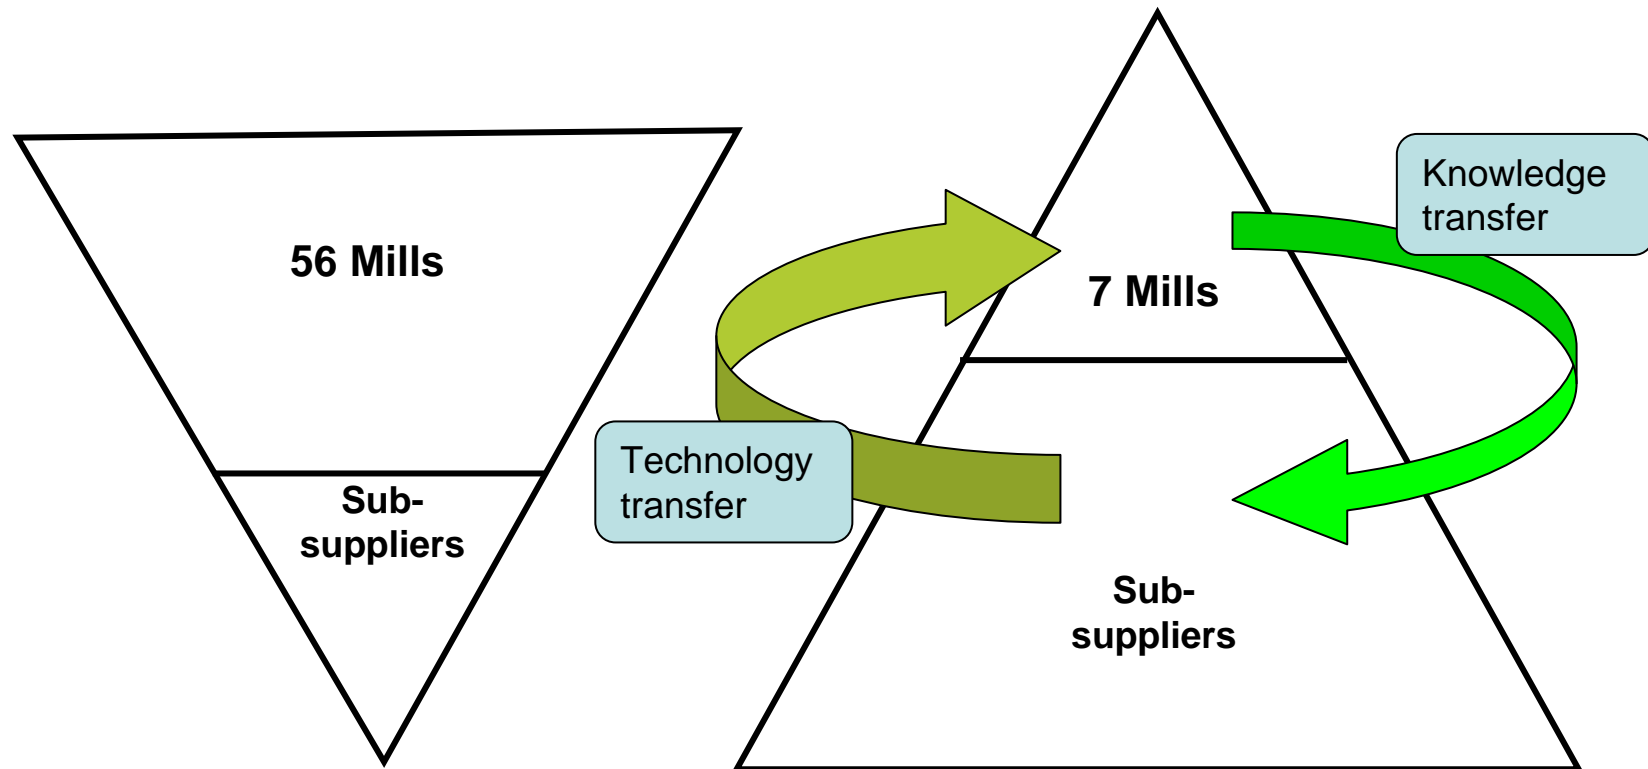 56 Mills
Sub-
suppliers
Technology
transfer
7 Mills
Sub-
suppliers
Knowledge
transfer